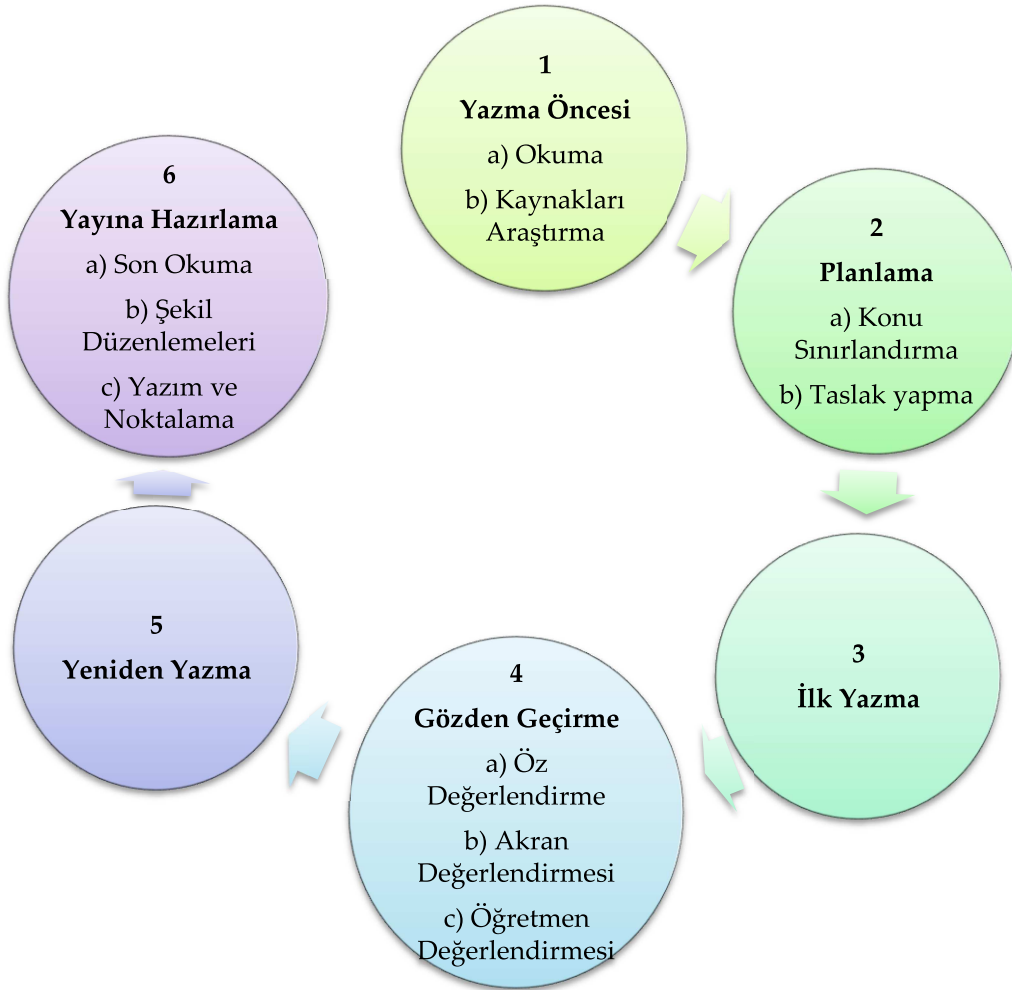 1
Yazma Öncesi
a) Okuma
b) Kaynakları
Araştırma
2
Planlama
a) Konu
Sınırlandırma
b) Taslak yapma
3
İlk Yazma
4
Gözden Geçirme
a) Öz
Değerlendirme
b) Akran
Değerlendirmesi
c) Öğretmen
Değerlendirmesi
5
Yeniden Yazma
6
Yayına Hazırlama
a) Son Okuma
b) Şekil
Düzenlemeleri
c) Yazım ve
Noktalama